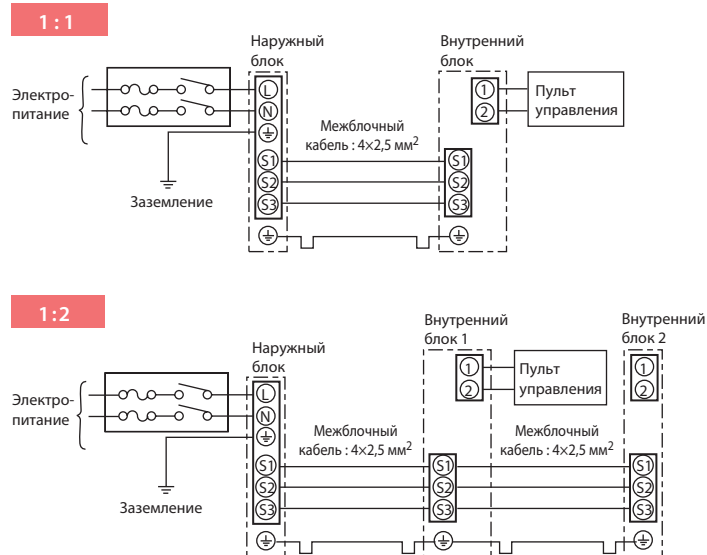 1 : 1
Наружный
блок
Внутренний
блок
Электро-
питание
L
N
1
2
Пульт
управления
Межблочный
кабель : 4×2,5 мм²
S1
S2
S3
S1
S2
S3
Заземление
1 : 2
Наружный
блок
Внутренний
блок 1
Внутренний
блок 2
Электро-
питание
L
N
1
2
Пульт
управления
1
2
Межблочный
кабель : 4×2,5 мм²
Межблочный
кабель : 4×2,5 мм²
S1
S2
S3
S1
S2
S3
S1
S2
S3
Заземление